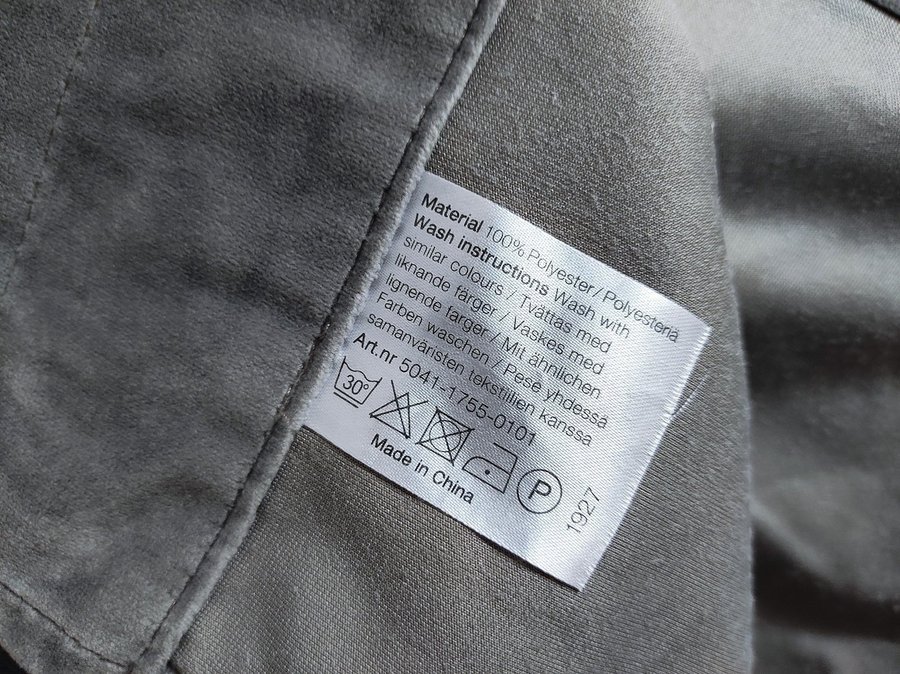 Material 100% Polyester / Polyesteriä
Wash instructions Wash with
similar colours / Tvättas med
liknande färger / Vaskes med
lignende farger / Mit ähnlichen
Farben waschen / Pese yhdessä
samanväristen tekstiilien kanssa
Art.nr 5041-1755-0101
30°
P
Made in China
1927